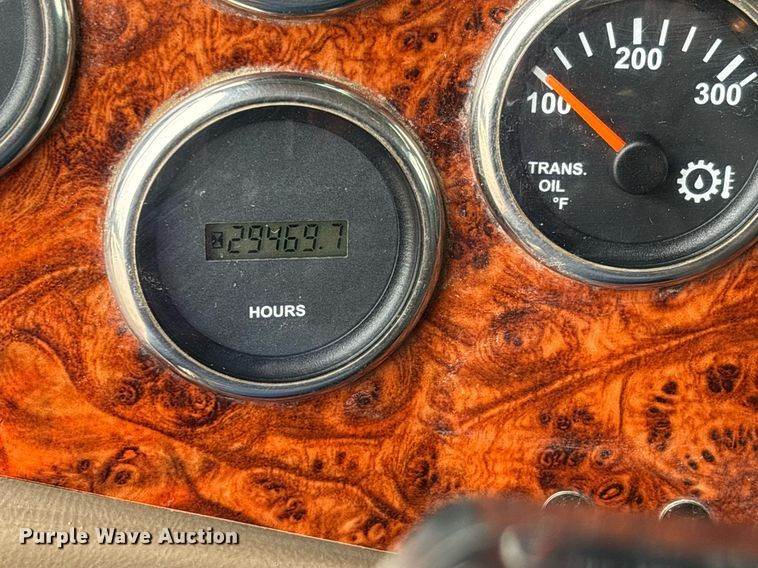 200
100
300
TRANS.
OIL
°F
29469.7
HOURS
Purple Wave Auction